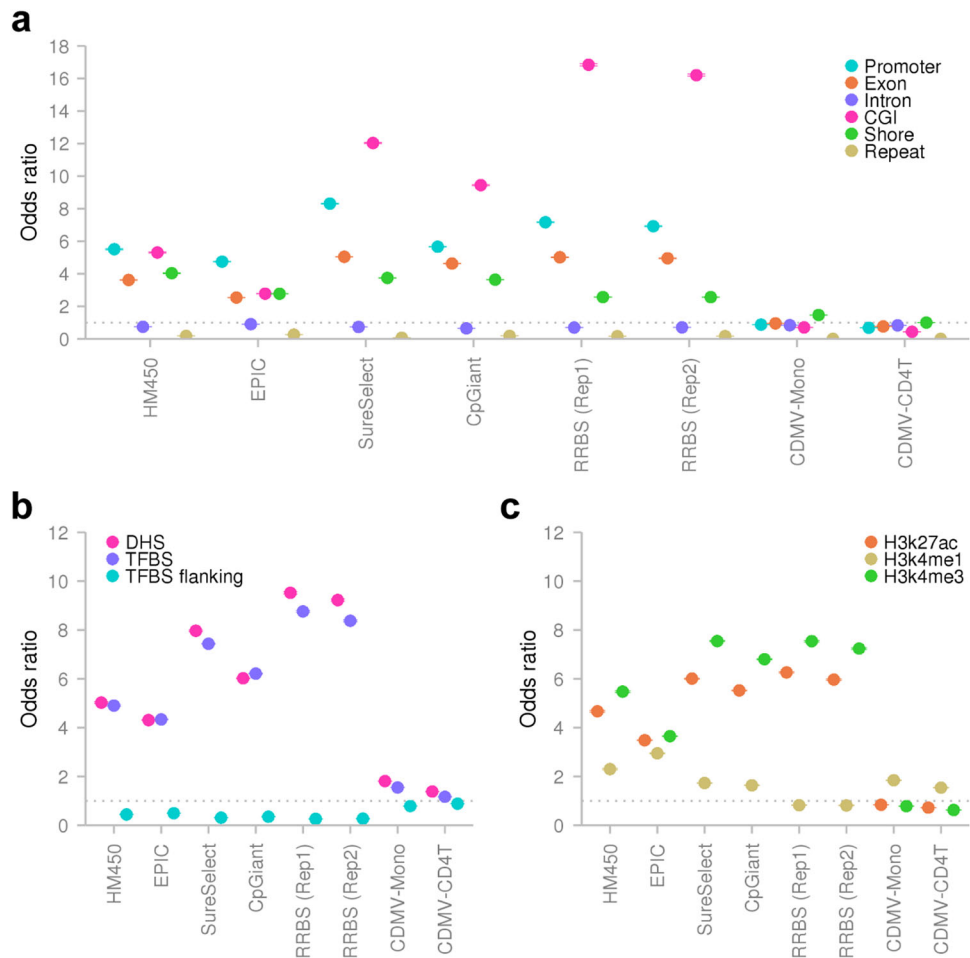 a
Odds ratio
18
16
14
12
10
8
6
4
2
0
Promoter
Exon
Intron
CGI
Shore
Repeat
HM450
EPIC
SureSelect
CpGiant
RRBS (Rep1)
RRBS (Rep2)
CDMV-Mono
CDMV-CD4T
b
Odds ratio
12
10
8
6
4
2
0
DHS
TFBS
TFBS flanking
HM450
EPIC
SureSelect
CpGiant
RRBS (Rep1)
RRBS (Rep2)
CDMV-Mono
CDMV-CD4T
c
Odds ratio
12
10
8
6
4
2
0
H3k27ac
H3k4me1
H3k4me3
HM450
EPIC
SureSelect
CpGiant
RRBS (Rep1)
RRBS (Rep2)
CDMV-Mono
CDMV-CD4T